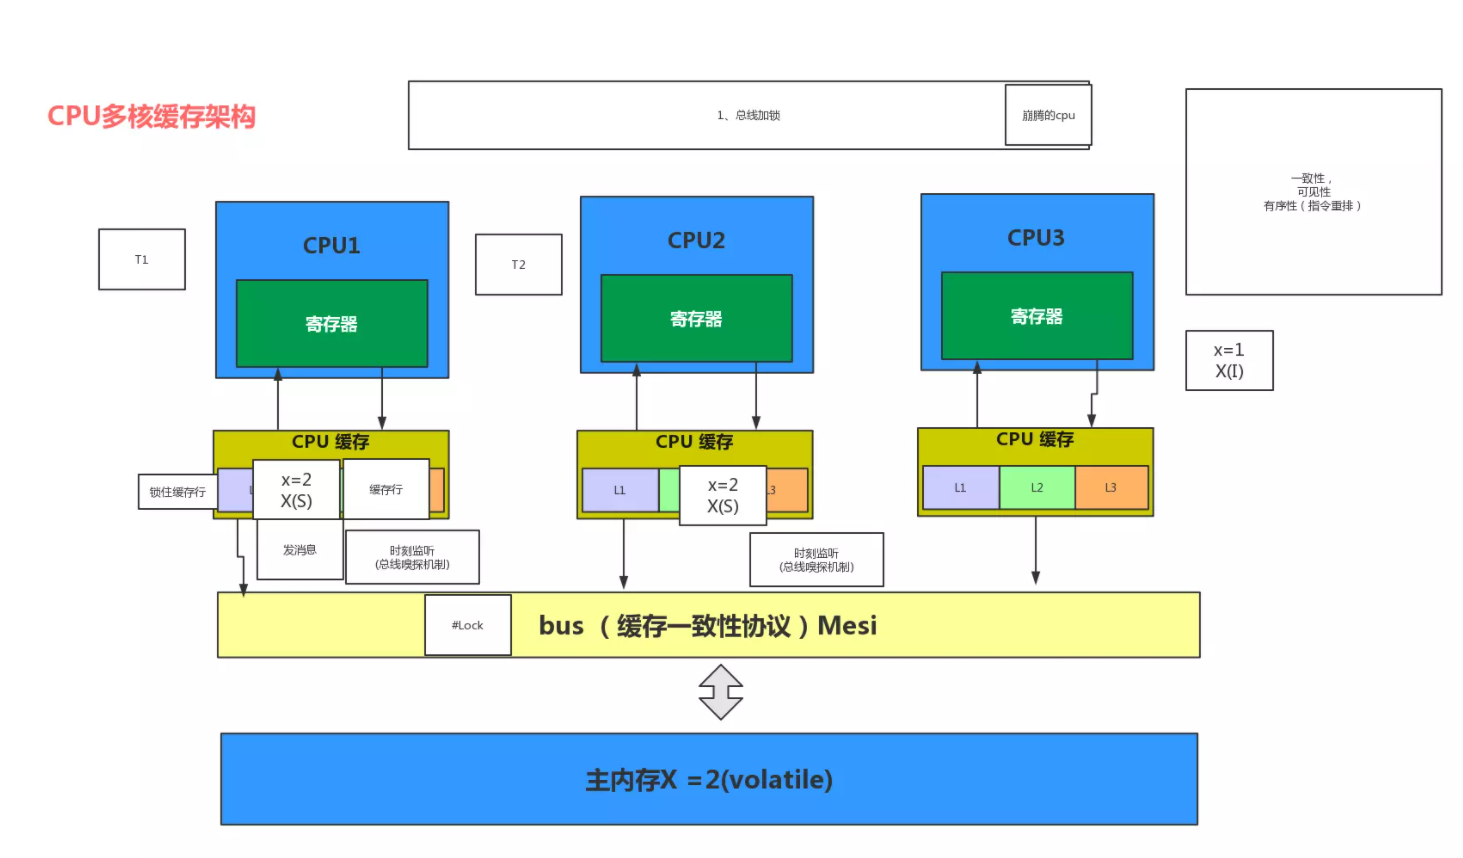 CPU多核缓存架构
1、总线加锁
崩腾的cpu
一致性，
可见性
有序性（指令重排）
T1
CPU1
寄存器
T2
CPU2
寄存器
CPU3
寄存器
x=1
X(I)
CPU 缓存
锁住缓存行
x=2
X(S)
缓存行
发消息
时刻监听
(总线嗅探机制)
CPU 缓存
L1
x=2
X(S)
L3
时刻监听
(总线嗅探机制)
CPU 缓存
L1
L2
L3
#Lock
bus （缓存一致性协议）Mesi
主内存X =2(volatile)